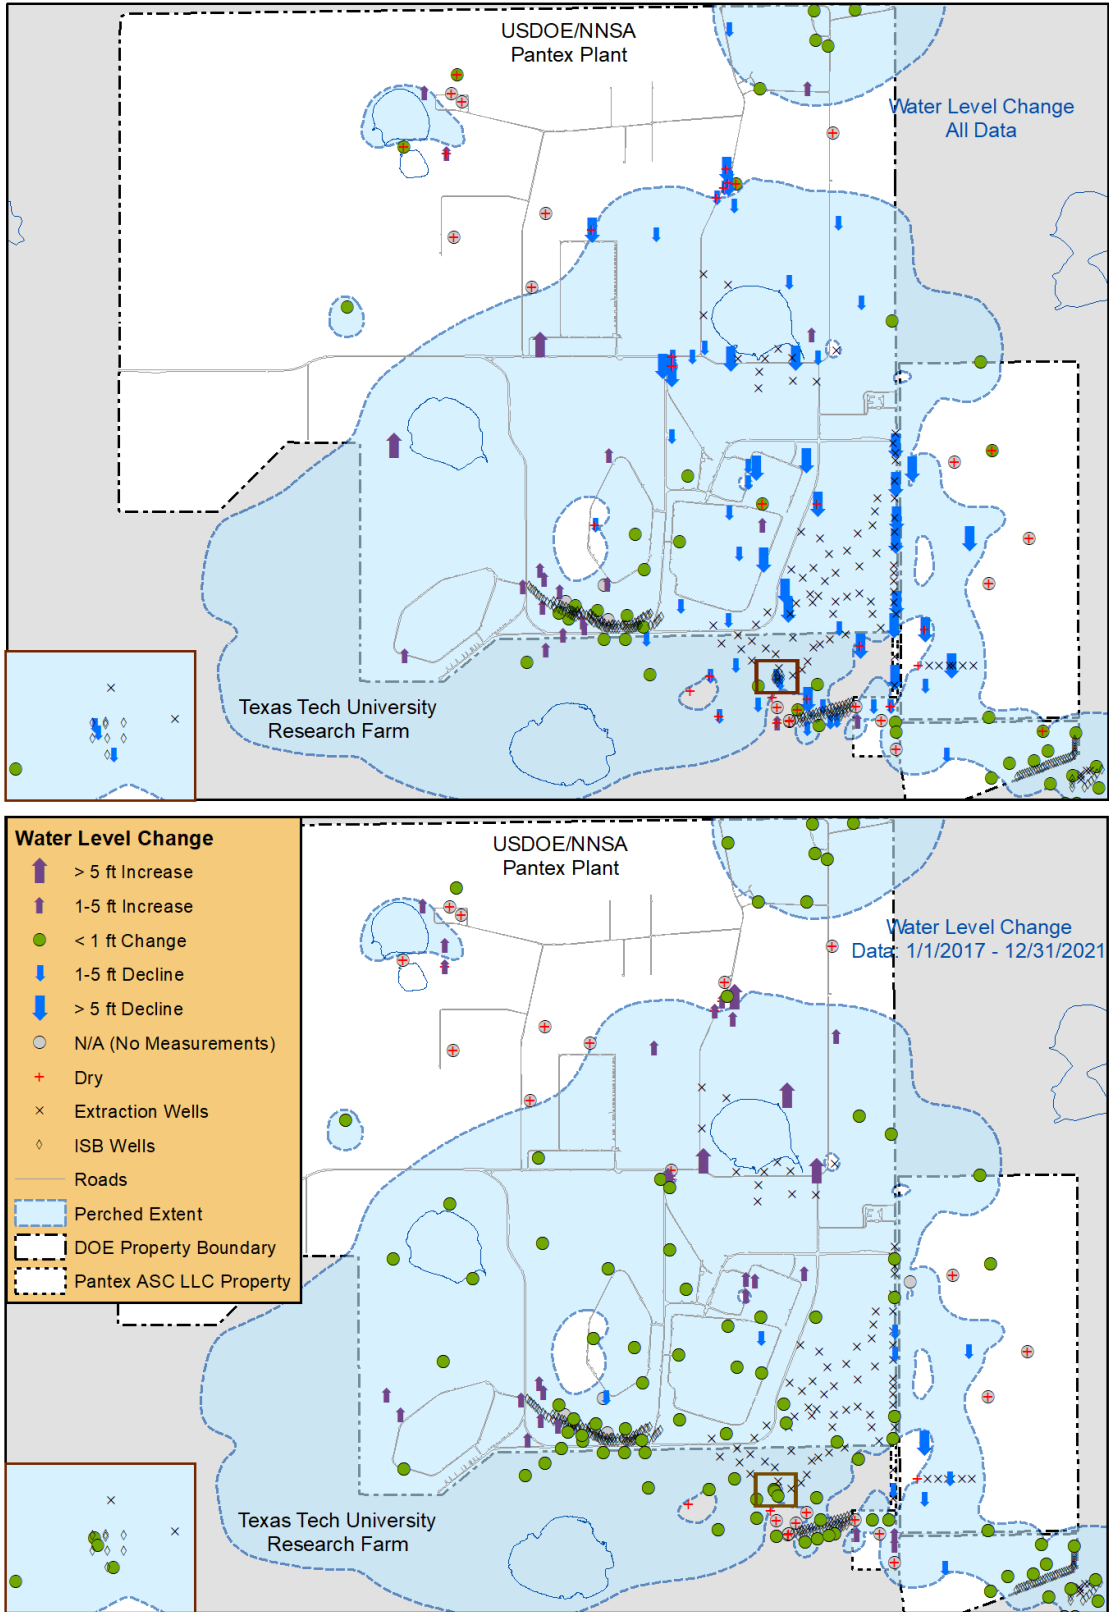 USDOE/NNSA
Pantex Plant
Water Level Change
All Data
Texas Tech University
Research Farm
Water Level Change
> 5 ft Increase
1-5 ft Increase
< 1 ft Change
1-5 ft Decline
> 5 ft Decline
N/A (No Measurements)
Dry
Extraction Wells
ISB Wells
Roads
Perched Extent
DOE Property Boundary
Pantex ASC LLC Property
USDOE/NNSA
Pantex Plant
Water Level Change
Data: 1/1/2017 - 12/31/2021
Texas Tech University
Research Farm